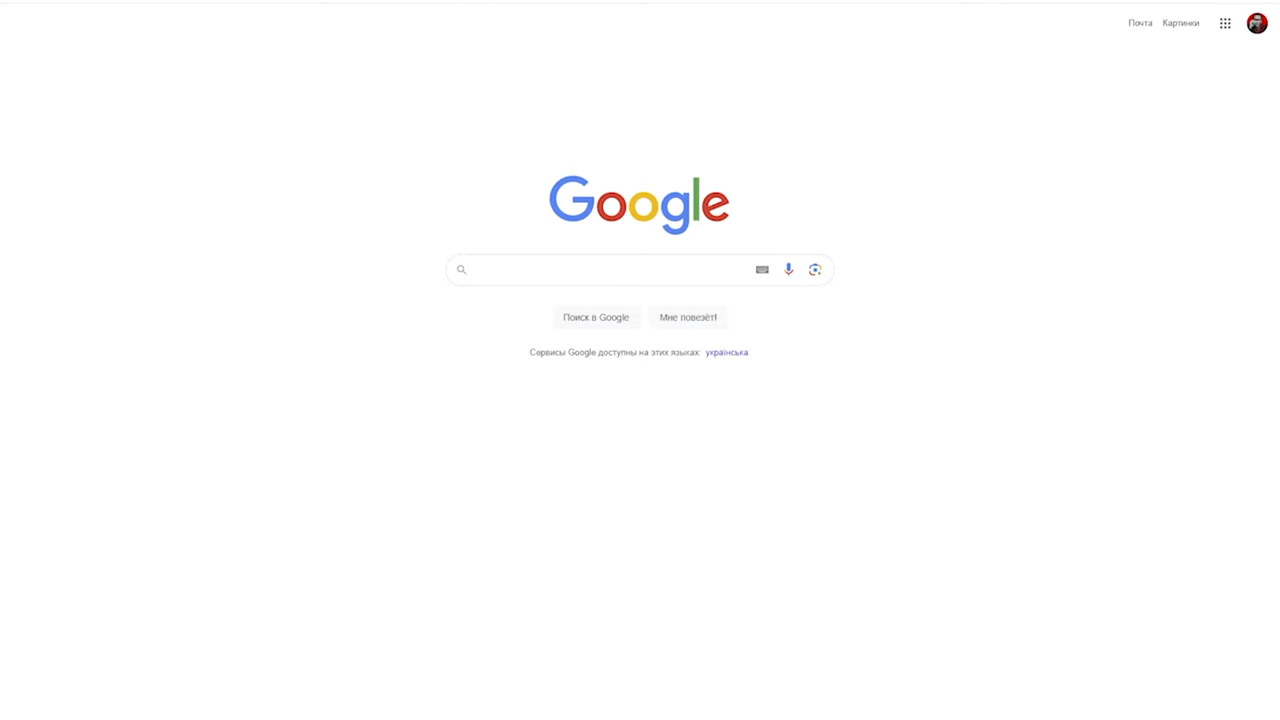 Почта Картинки
Google
Поиск в Google Мне повезёт!
Сервисы Google доступны на этих языках: українська